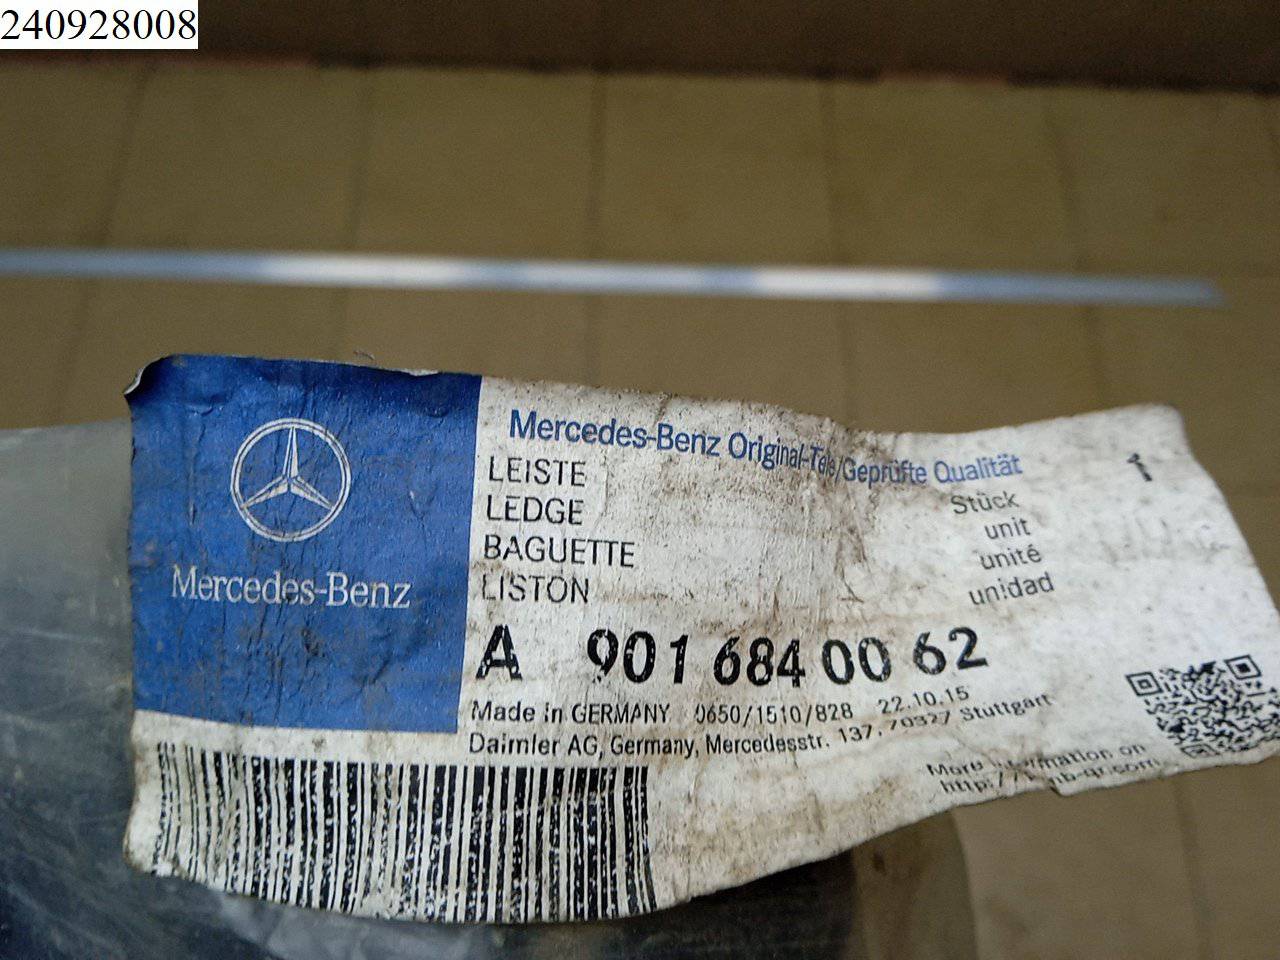 240928008
Mercedes-Benz
Mercedes-Benz Original-Teile/Geprüfte Qualität
LEISTE
LEDGE
BAGUETTE
LISTON
Stück 1
unit
unité
unidad
A 901 684 00 62
Made in GERMANY 0650/1510/828 22.10.15
Daimler AG, Germany, Mercedesstr. 137, 70327 Stuttgart
More information on